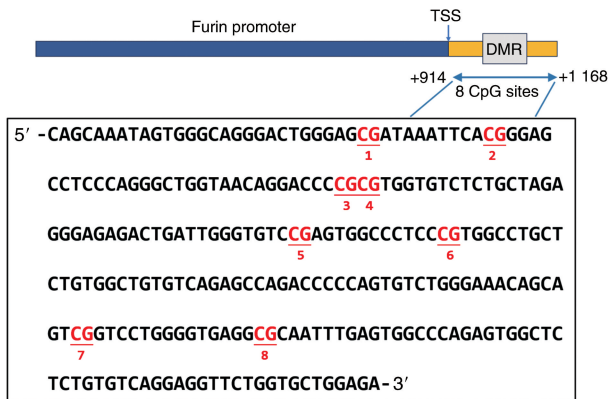 TSS
Furin promoter
DMR
+914
8 CpG sites
+1 168
5′ -CAGCAAATAGTGGGCAGGGACTGGGAGCGATAAATTCACGGGAG
1 2
CCTCCCAGGGCTGGTAACAGGACCCCGCGTGGTGTCTCTGCTAGA
3 4
GGGAGAGACTGATTGGGTGTCCGAGTGGCCCTCCCGTGGCCTGCT
5 6
CTGTGGCTGTGTCAGAGCCAGACCCCCAGTGTCTGGGAAACAGCA
GTCGGTCCTGGGGTGAGGCGCAATTTGAGTGGCCCAGAGTGGCTC
7 8
TCTGTGTCAGGAGGTTCTGGTGCTGGAGA-3′